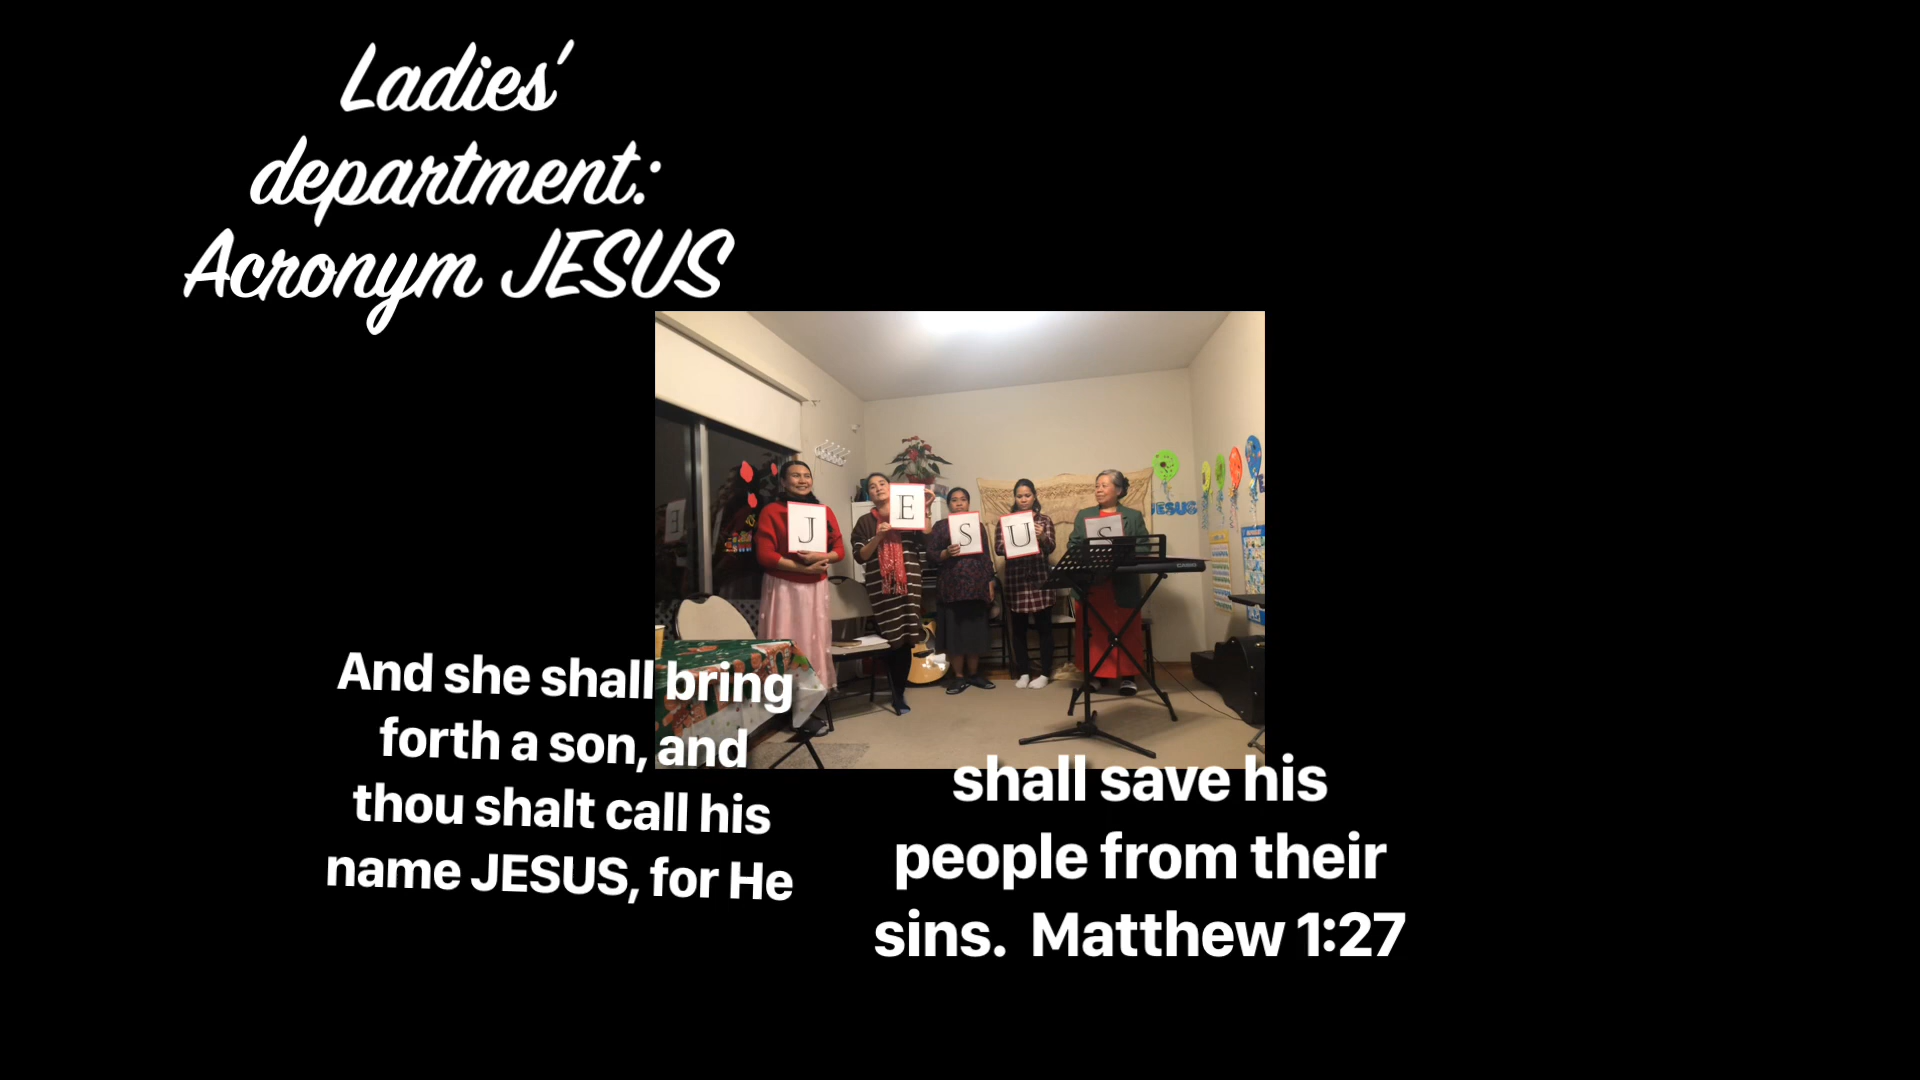 Ladies'
department:
Acronym JESUS
J
E
S
U
S
JESUS
CASIO
And she shall bring
forth a son, and
thou shalt call his
name JESUS, for He
shall save his
people from their
sins. Matthew 1:27